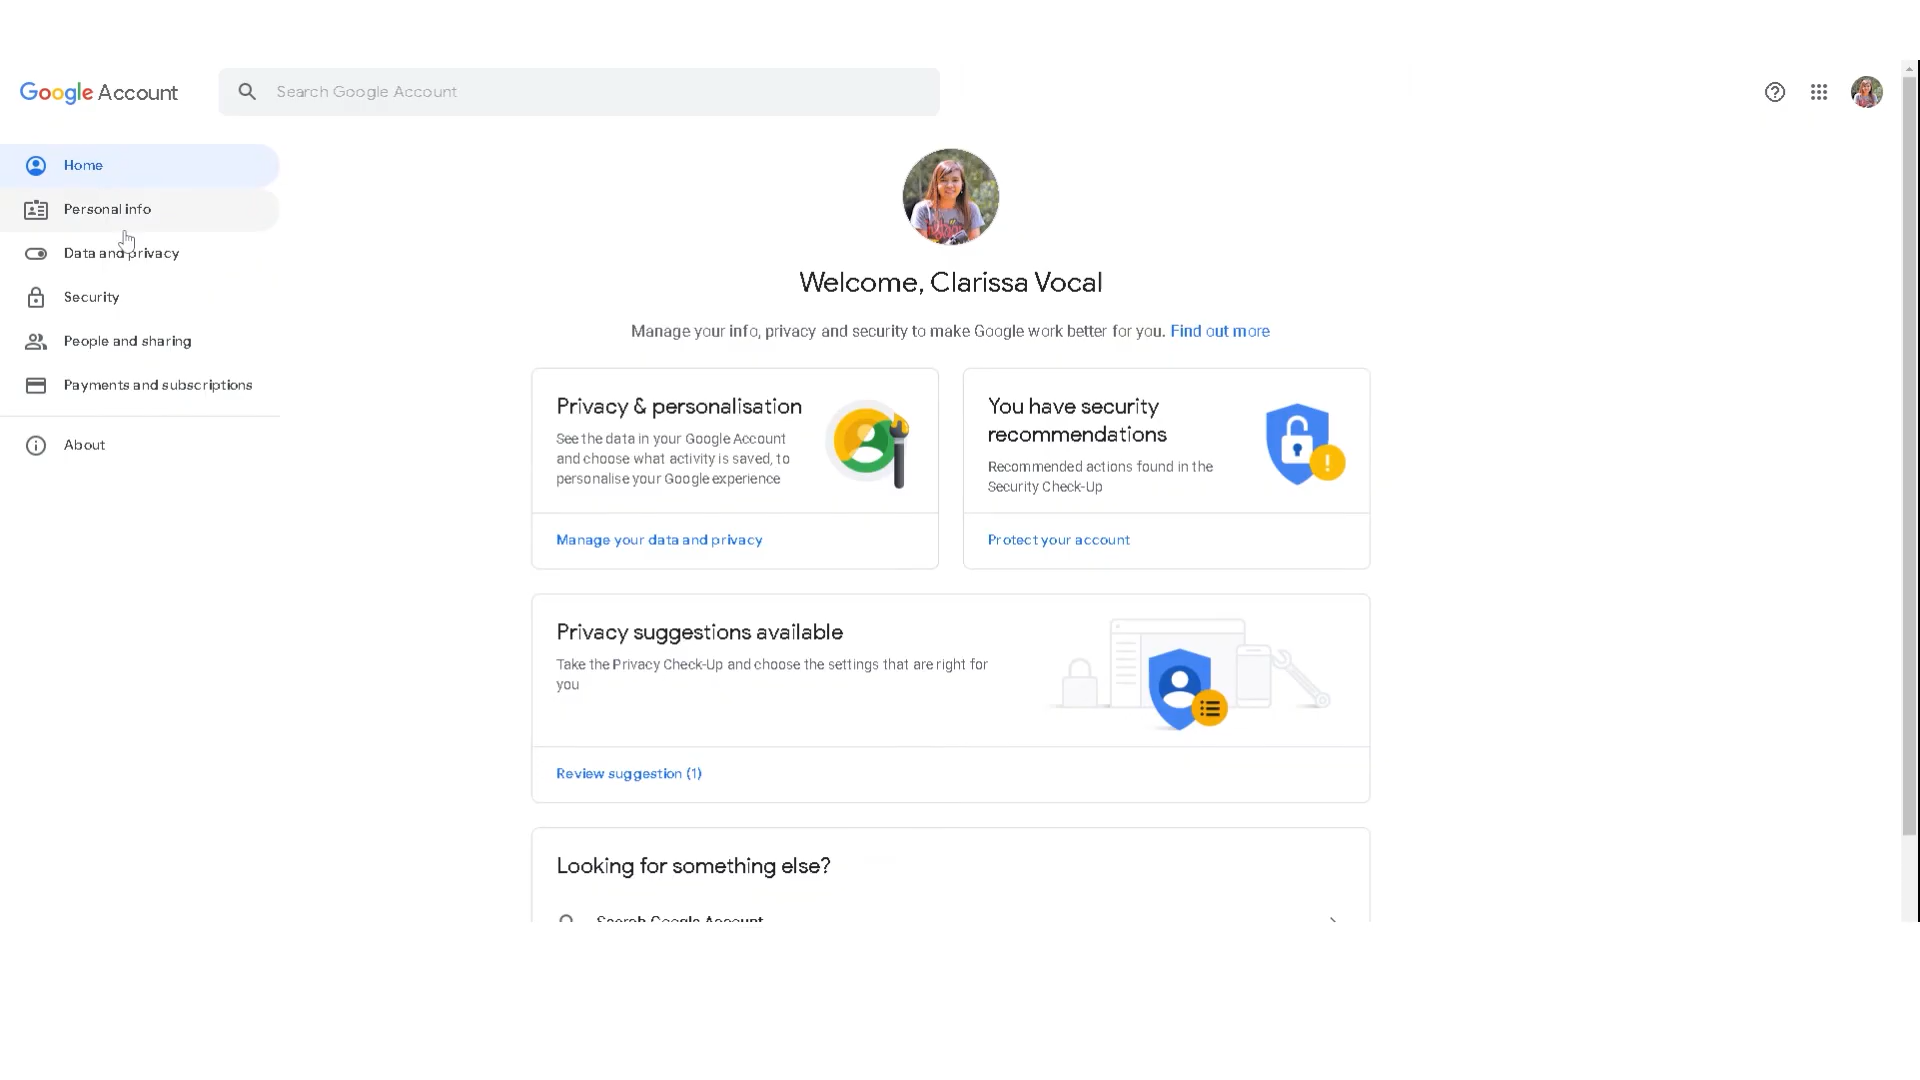 Google Account
Search Google Account
Home
Personal info
Data and privacy
Security
People and sharing
Payments and subscriptions
About
Welcome, Clarissa Vocal
Manage your info, privacy and security to make Google work better for you. Find out more
Privacy & personalisation
See the data in your Google Account
and choose what activity is saved, to
personalise your Google experience
Manage your data and privacy
You have security
recommendations
Recommended actions found in the
Security Check-Up
Protect your account
Privacy suggestions available
Take the Privacy Check-Up and choose the settings that are right for
you
Review suggestion (1)
Looking for something else?
Search Google Account